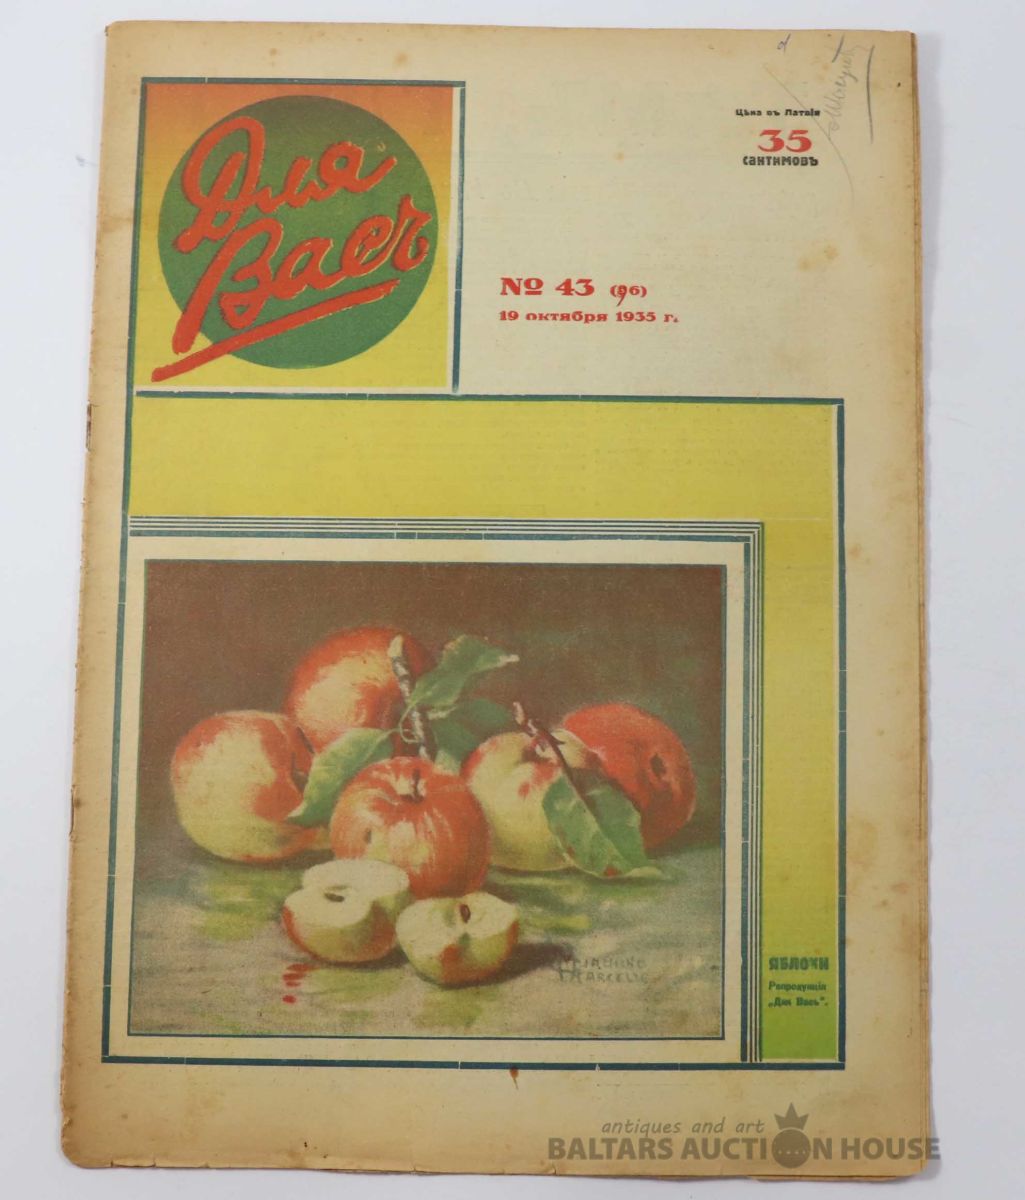 Для
Васъ
Цѣна въ Латвіи
35
сантимовъ
№ 43 (96)
19 октября 1935 г.
ЯБЛОКИ
Репродукція
„Для Васъ".
antiques and art
BALTARS AUCTION HOUSE